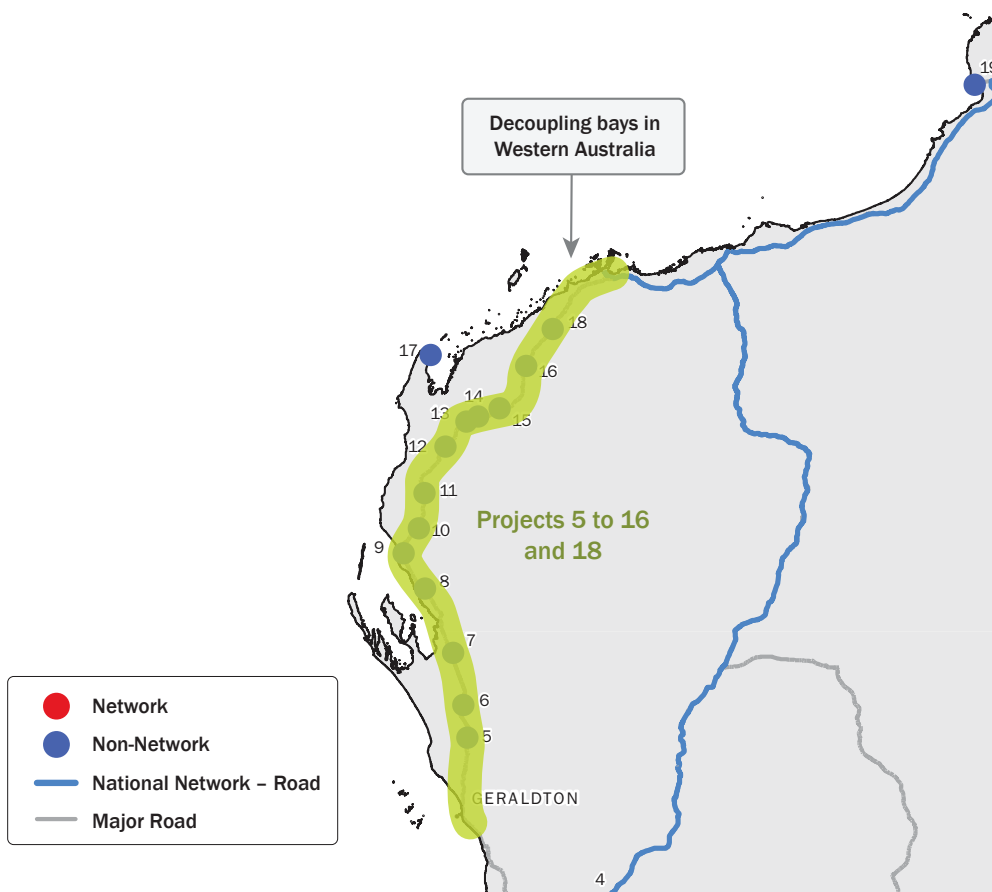 19
Decoupling bays in
Western Australia
18
17
16
14
13
15
12
11
Projects 5 to 16
and 18
10
9
8
7
6
5
GERALDTON
4
Network
Non-Network
National Network – Road
Major Road